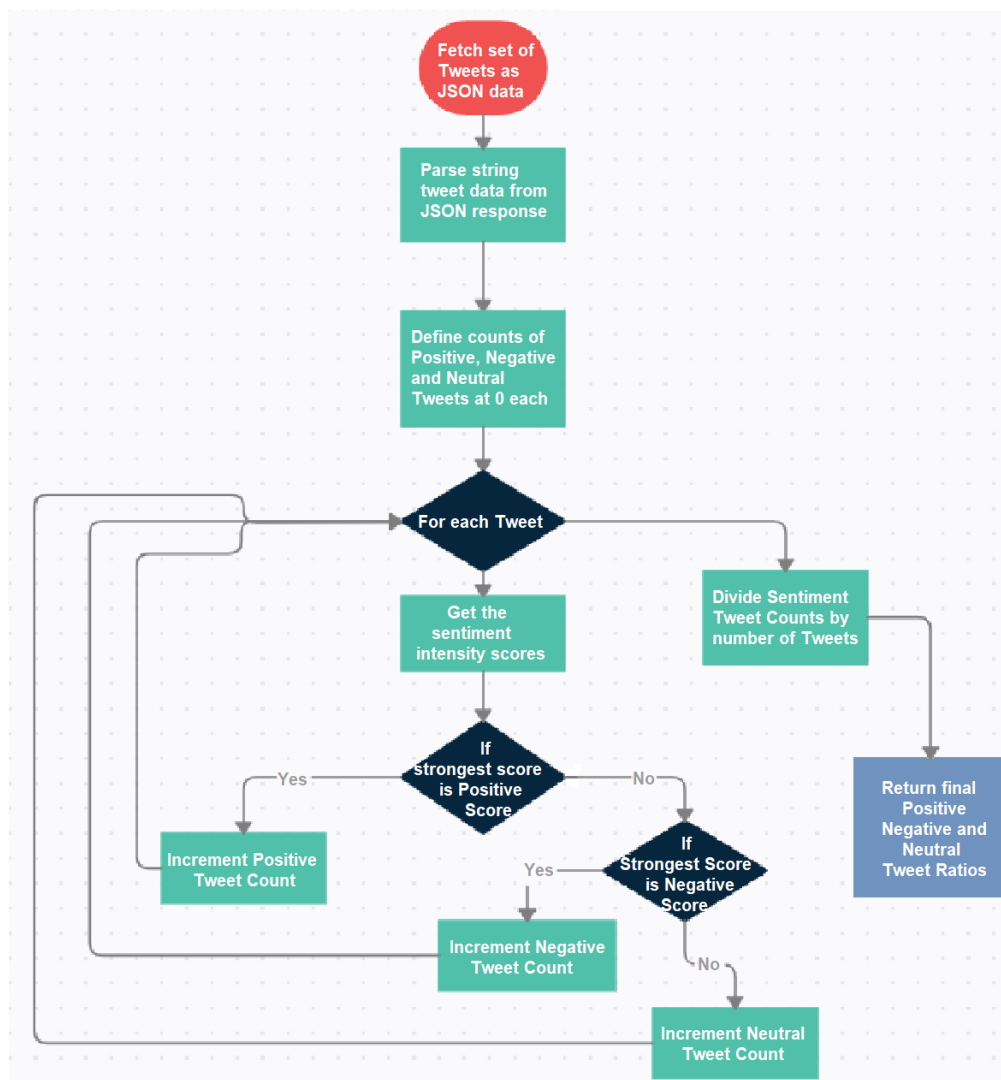 Fetch set of
Tweets as
JSON data
Parse string
tweet data from
JSON response
Define counts of
Positive, Negative
and Neutral
Tweets at 0 each
For each Tweet
Get the
sentiment
intensity scores
Divide Sentiment
Tweet Counts by
number of Tweets
If
strongest score
is Positive
Score
Yes
No
Increment Positive
Tweet Count
If
Strongest Score
is Negative
Score
Yes
No
Increment Negative
Tweet Count
Increment Neutral
Tweet Count
Return final
Positive
Negative and
Neutral
Tweet Ratios